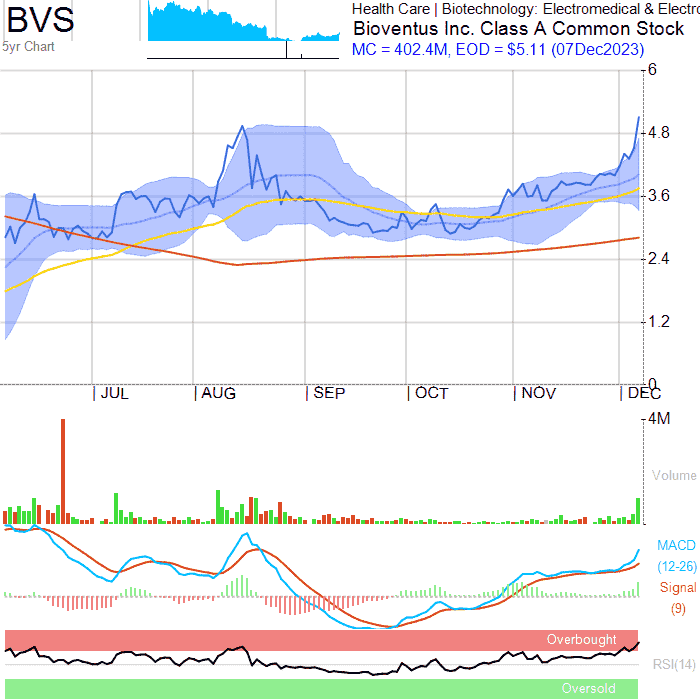 BVS
5yr Chart
Health Care | Biotechnology: Electromedical & Electro
Bioventus Inc. Class A Common Stock
MC = 402.4M, EOD = $5.11 (07Dec2023)
6
4.8
3.6
2.4
1.2
0
JUL AUG SEP OCT NOV DEC
4M
Volume
MACD
(12-26)
Signal
(9)
Overbought
RSI(14)
Oversold